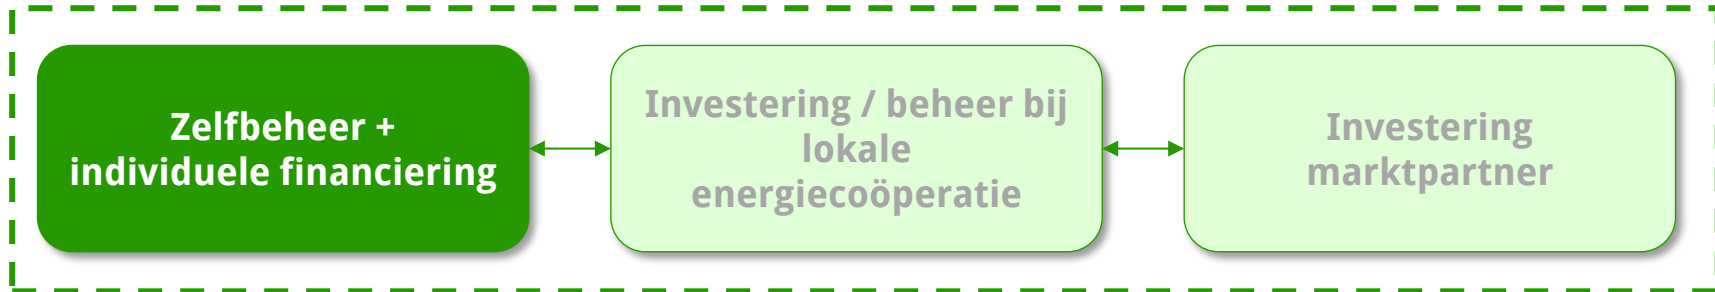 Zelfbeheer +
individuele financiering
Investering / beheer bij
lokale
energiecoöperatie
Investering
marktpartner